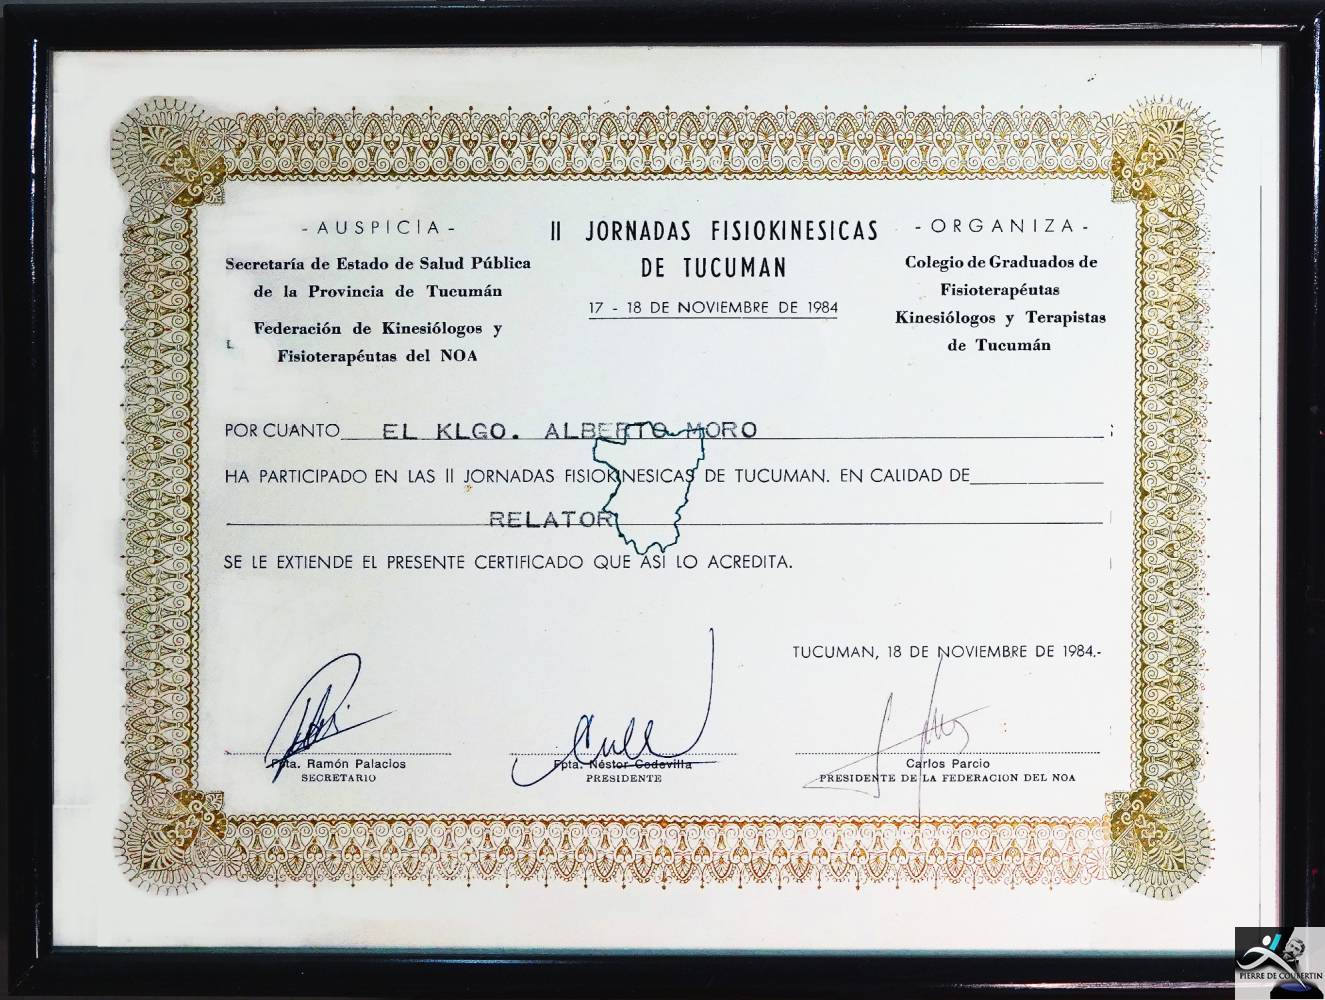 - AUSPICIA -
Secretaría de Estado de Salud Pública
de la Provincia de Tucumán
Federación de Kinesiólogos y
Fisioterapéutas del NOA
II JORNADAS FISIOKINESICAS
DE TUCUMAN
17 - 18 DE NOVIEMBRE DE 1984
- ORGANIZA -
Colegio de Graduados de
Fisioterapéutas
Kinesiólogos y Terapistas
de Tucumán
POR CUANTO EL KLGO. ALBERTO MORO ;
HA PARTICIPADO EN LAS II JORNADAS FISIOKINESICAS DE TUCUMAN. EN CALIDAD DE
RELATOR
SE LE EXTIENDE EL PRESENTE CERTIFICADO QUE ASI LO ACREDITA.
TUCUMAN, 18 DE NOVIEMBRE DE 1984.-
Fpta. Ramón Palacios
SECRETARIO
Fpta. Néstor Codevilla
PRESIDENTE
Carlos Parcio
PRESIDENTE DE LA FEDERACION DEL NOA
PIERRE DE COUBERTIN